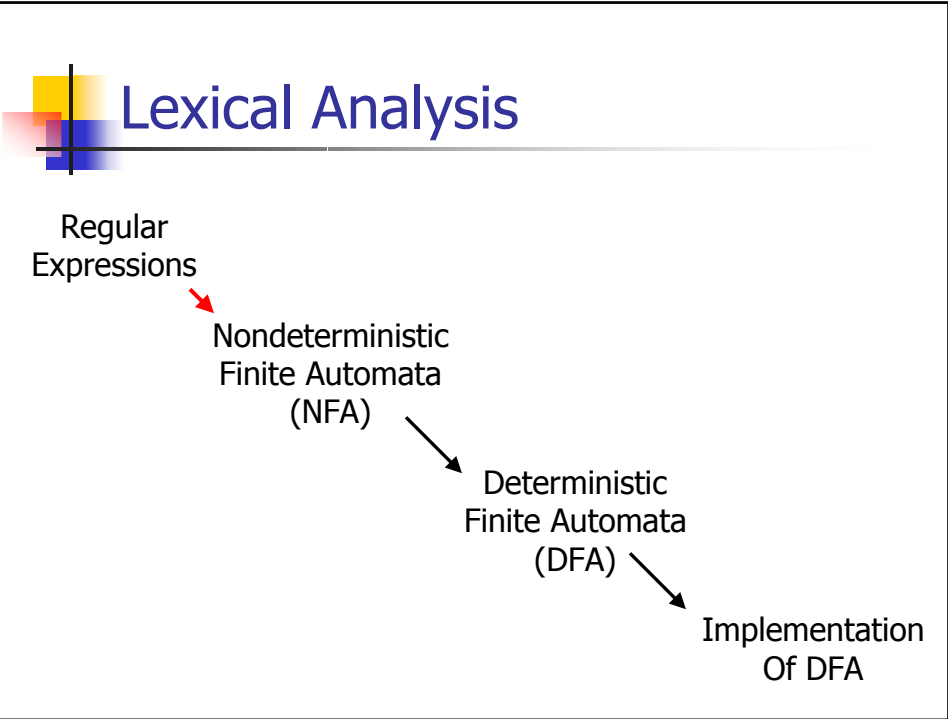 Lexical Analysis
Regular
Expressions
Nondeterministic
Finite Automata
(NFA)
Deterministic
Finite Automata
(DFA)
Implementation
Of DFA